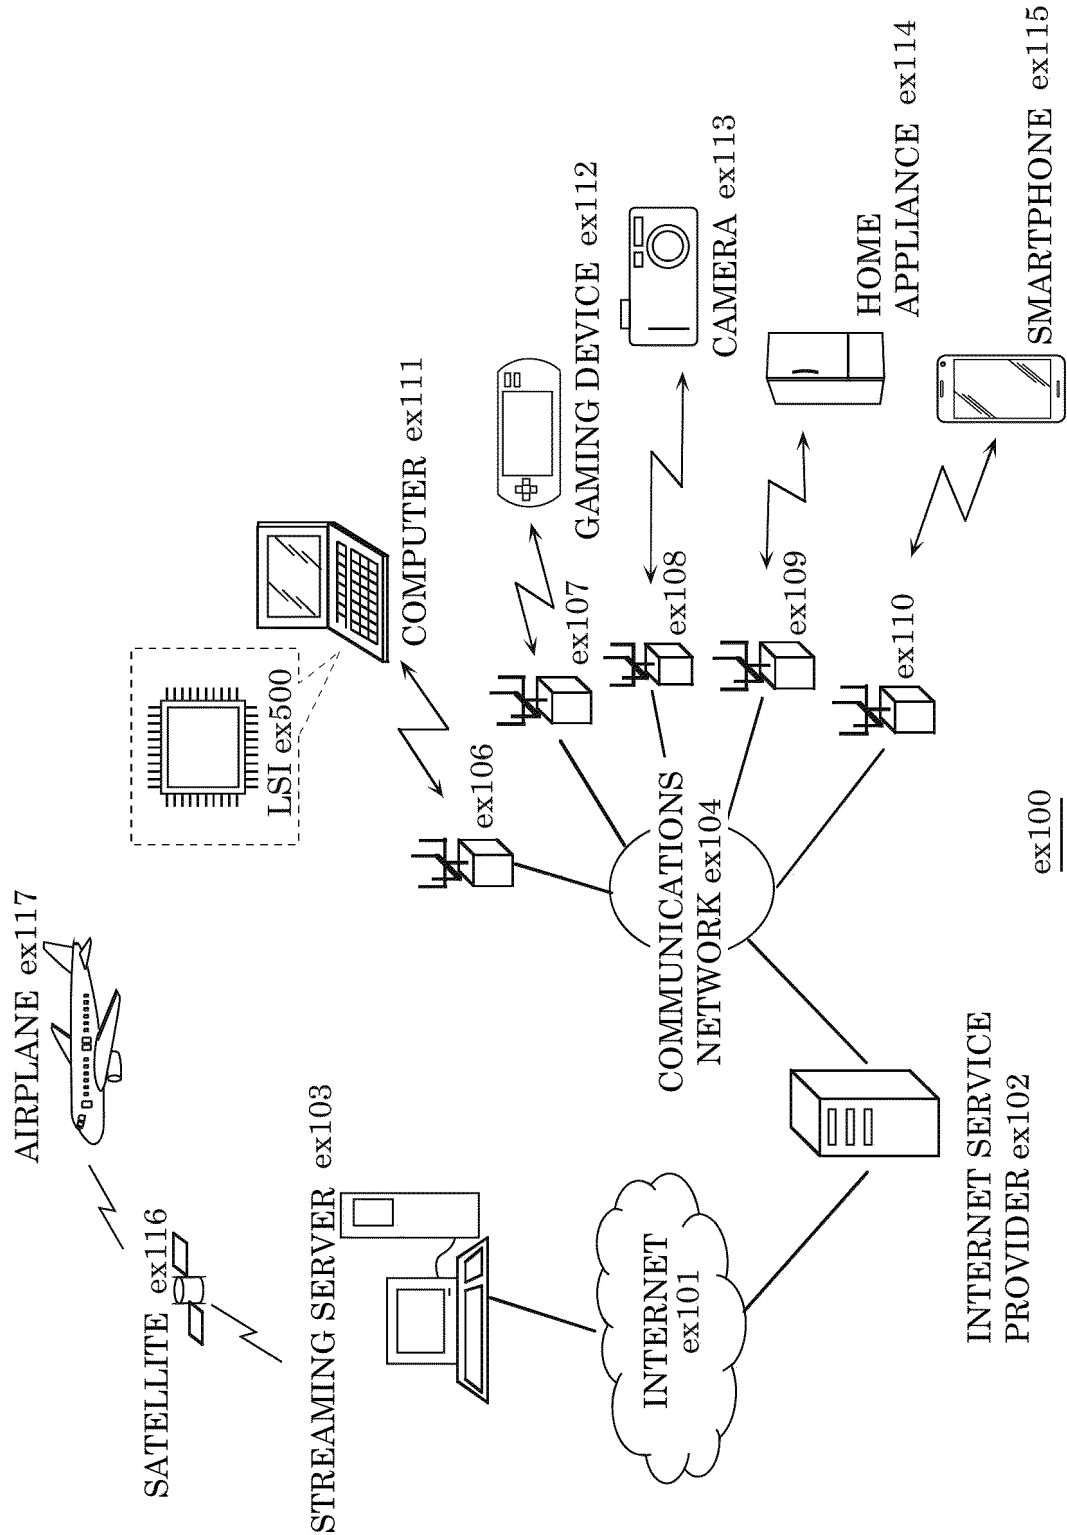 AIRPLANE ex117
SATELLITE ex116
STREAMING SERVER ex103
LSI ex500
COMPUTER ex111
GAMING DEVICE ex112
CAMERA ex113
HOME
APPLIANCE ex114
SMARTPHONE ex115
ex106
ex107
ex108
ex109
ex110
COMMUNICATIONS
NETWORK ex104
INTERNET
ex101
INTERNET SERVICE
PROVIDER ex102
ex100